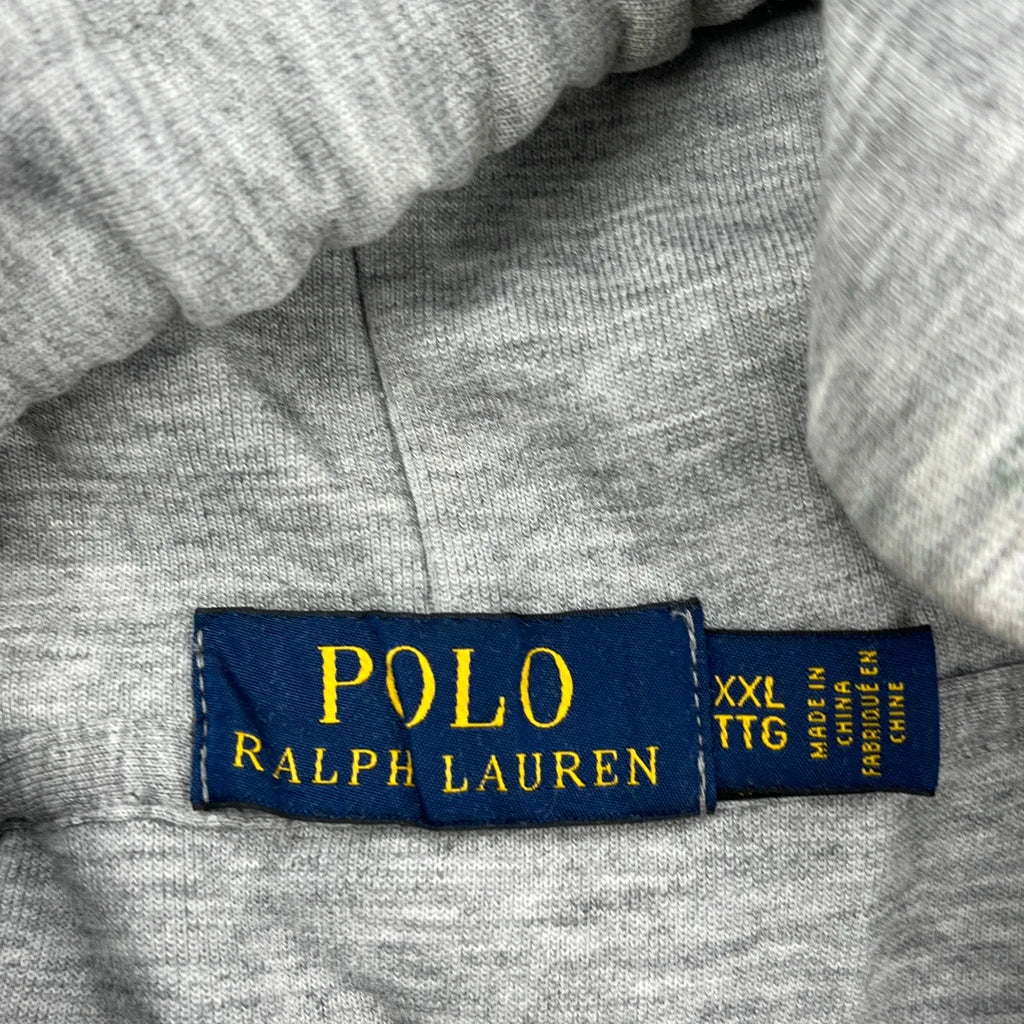 POLO
RALPH LAUREN
XXL
TTG
MADE IN
CHINA
FABRIQUÉ EN
CHINE